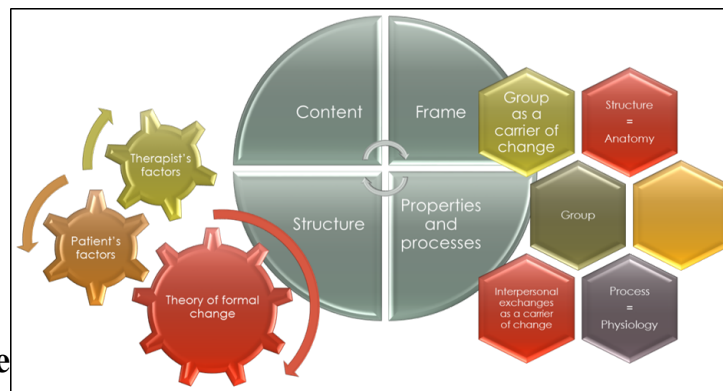 Content
Frame
Structure
Properties
and
processes
Therapist's
factors
Patient's
factors
Theory of formal
change
Group
as a
carrier of
change
Structure
=
Anatomy
Group
Interpersonal
exchanges
as a carrier
of change
Process
=
Physiology
e